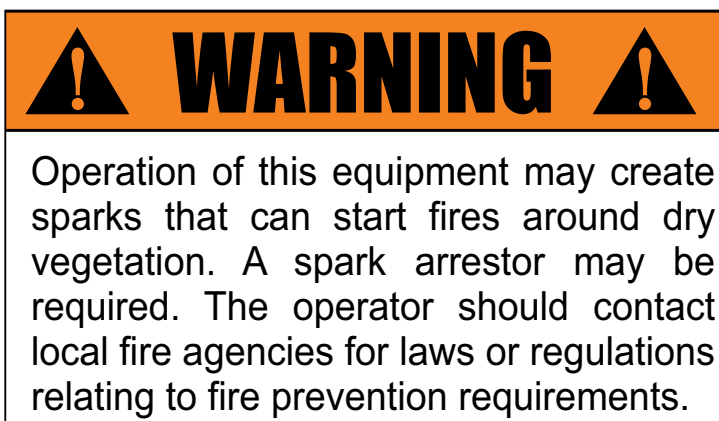 WARNING
Operation of this equipment may create
sparks that can start fires around dry
vegetation. A spark arrestor may be
required. The operator should contact
local fire agencies for laws or regulations
relating to fire prevention requirements.